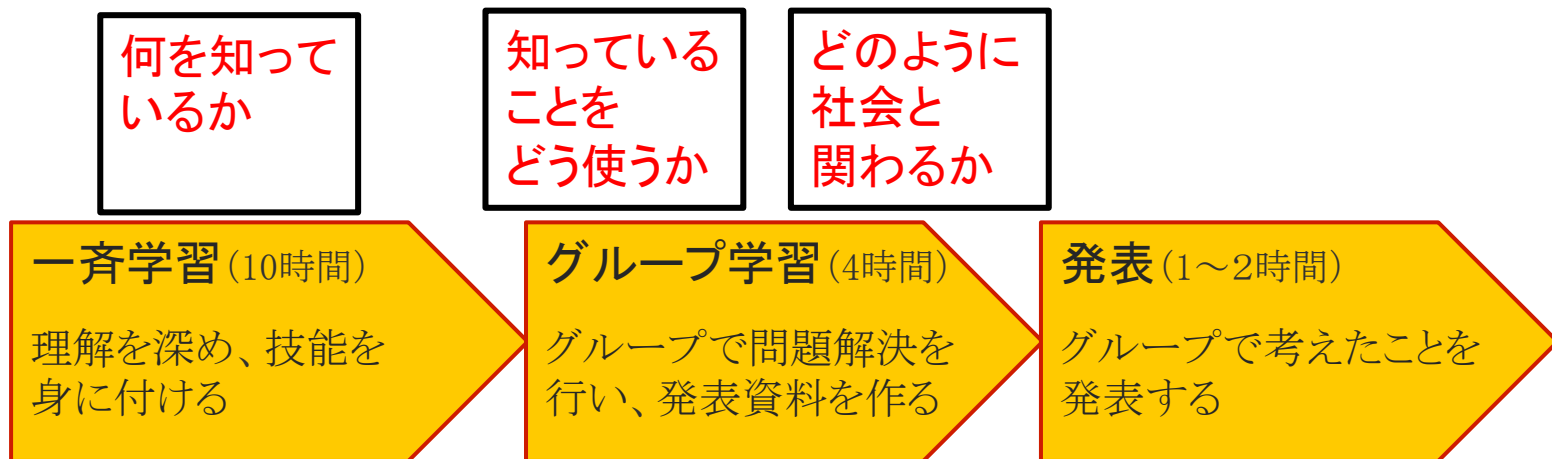 何を知って
いるか
知っている
ことを
どう使うか
どのように
社会と
関わるか
一斉学習(10時間)
理解を深め、技能を
身に付ける
グループ学習(4時間)
グループで問題解決を
行い、発表資料を作る
発表(1～2時間)
グループで考えたことを
発表する